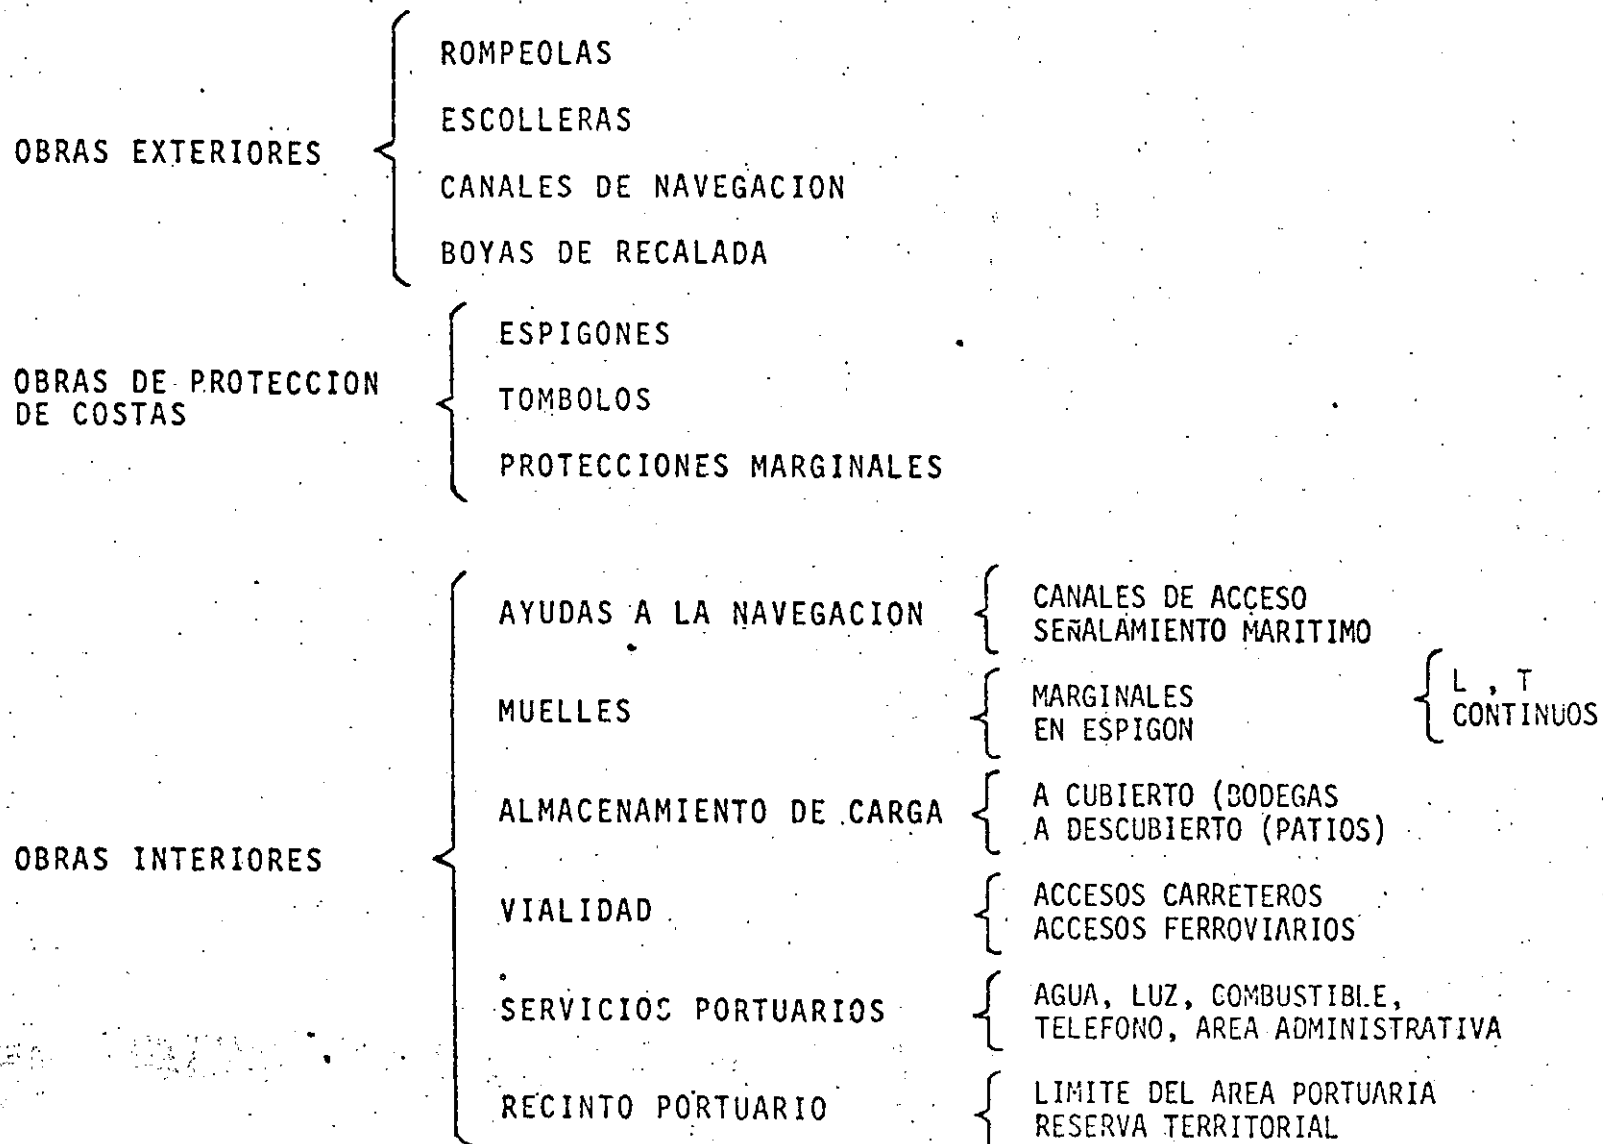 ROMPEOLAS
ESCOLLERAS
OBRAS EXTERIORES
CANALES DE NAVEGACION
BOYAS DE RECALADA
ESPIGONES
OBRAS DE PROTECCION
DE COSTAS
TOMBOLOS
PROTECCIONES MARGINALES
AYUDAS A LA NAVEGACION
CANALES DE ACCESO
SEÑALAMIENTO MARITIMO
MUELLES
MARGINALES
EN ESPIGON
L , T
CONTINUOS
ALMACENAMIENTO DE CARGA
A CUBIERTO (BODEGAS
A DESCUBIERTO (PATIOS)
OBRAS INTERIORES
VIALIDAD
ACCESOS CARRETEROS
ACCESOS FERROVIARIOS
SERVICIOS PORTUARIOS
AGUA, LUZ, COMBUSTIBLE,
TELEFONO, AREA ADMINISTRATIVA
RECINTO PORTUARIO
LIMITE DEL AREA PORTUARIA
RESERVA TERRITORIAL